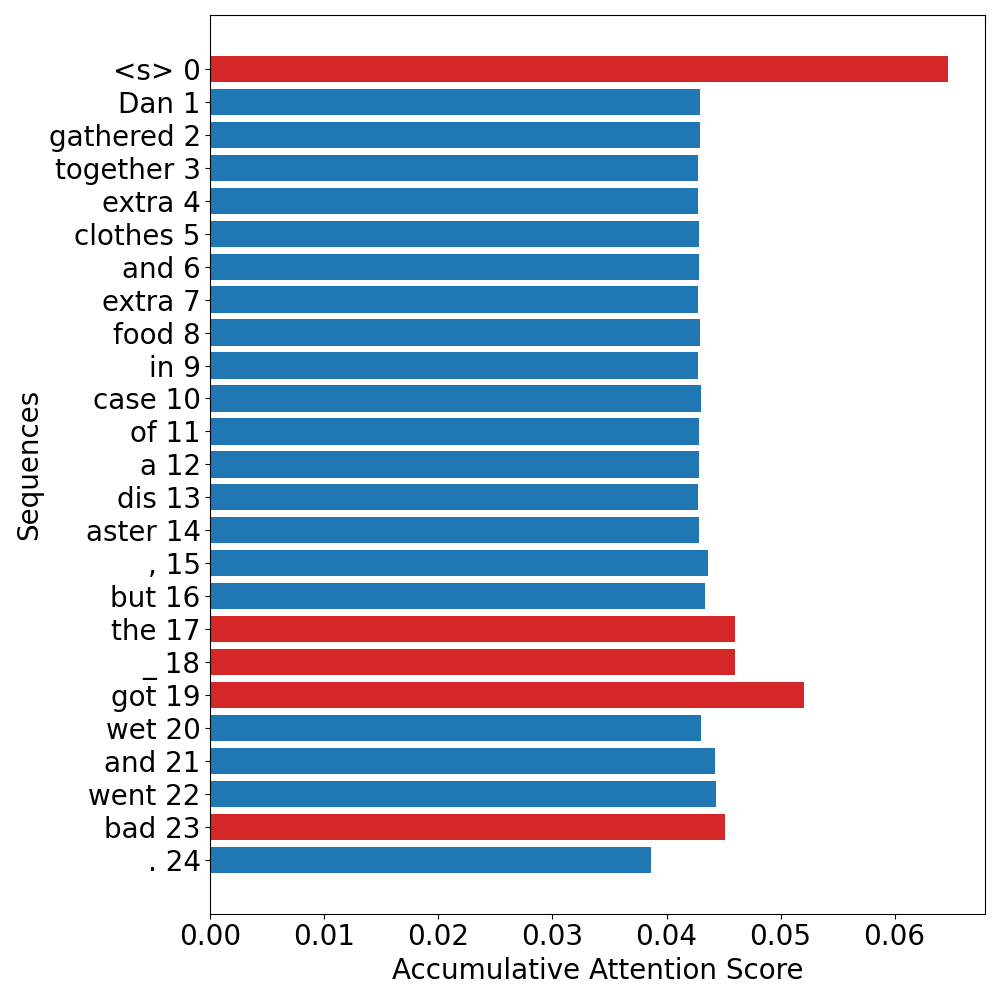 <s> 0
Dan 1
gathered 2
together 3
extra 4
clothes 5
and 6
extra 7
food 8
in 9
case 10
of 11
a 12
dis 13
aster 14
, 15
but 16
the 17
_ 18
got 19
wet 20
and 21
went 22
bad 23
. 24
Sequences
0.00 0.01 0.02 0.03 0.04 0.05 0.06
Accumulative Attention Score